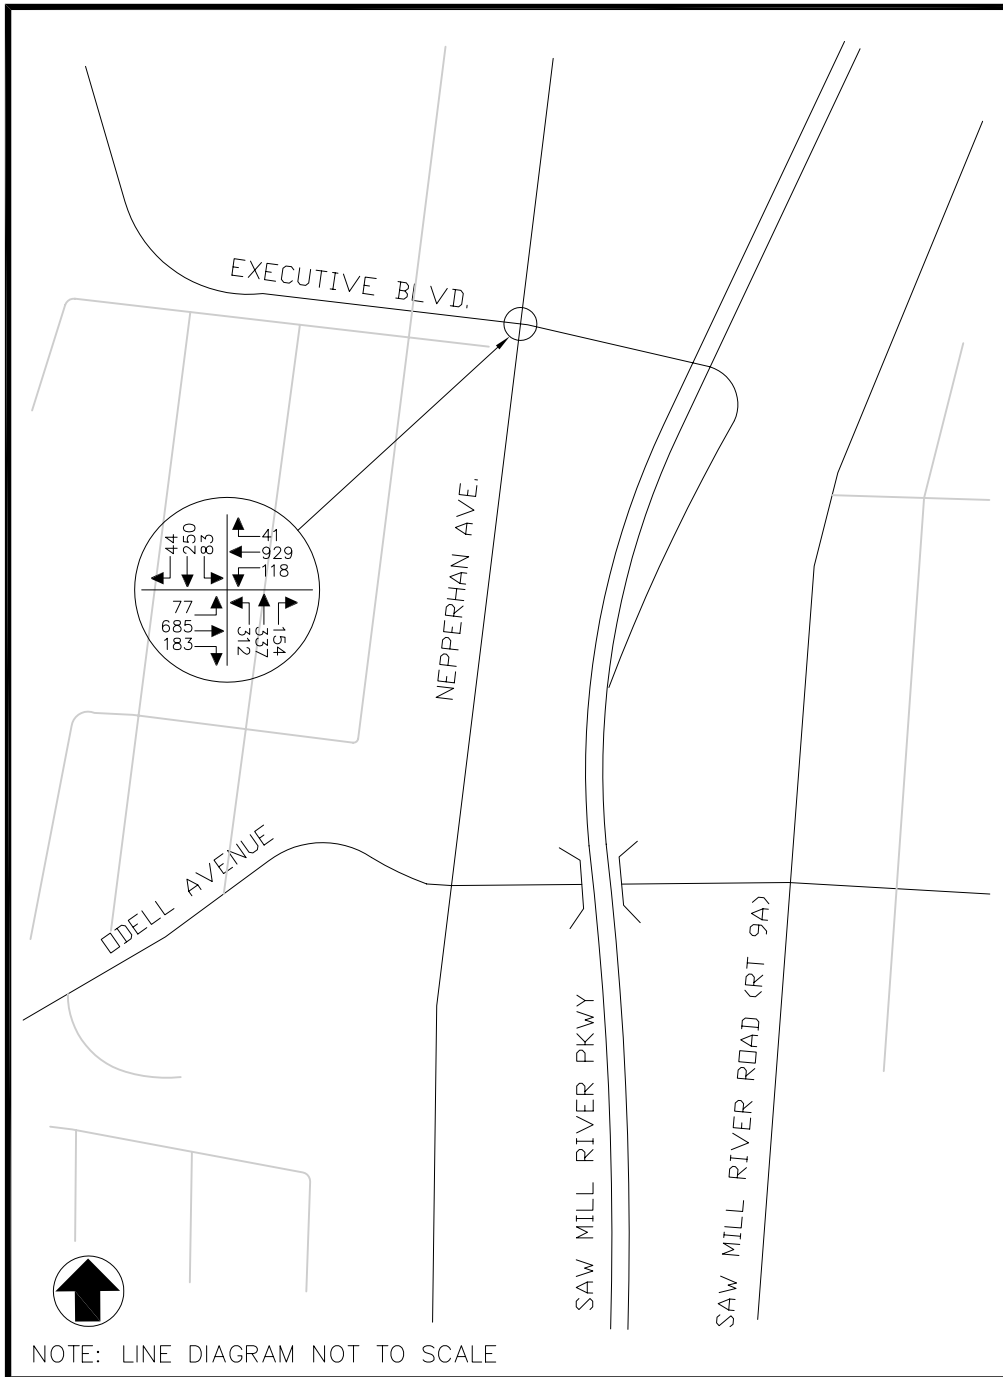 EXECUTIVE BLVD.
NEPPERHAN AVE.
44
250
83
41
929
118
77
685
183
312
337
154
ODELL AVENUE
SAW MILL RIVER PKWY
SAW MILL RIVER ROAD (RT 9A)
NOTE: LINE DIAGRAM NOT TO SCALE